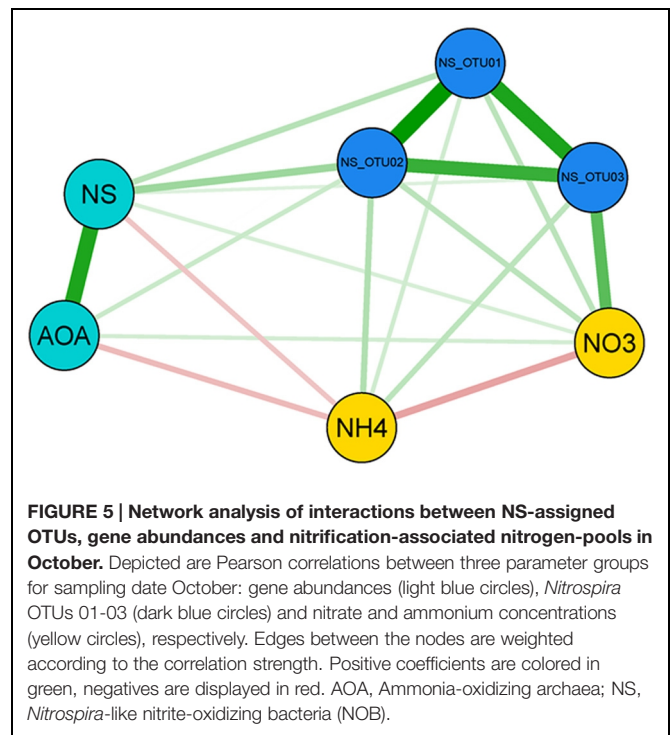 NS_OTU01
NS_OTU02
NS_OTU03
NS
AOA
NO3
NH4
FIGURE 5 | Network analysis of interactions between NS-assigned
OTUs, gene abundances and nitrification-associated nitrogen-pools in
October. Depicted are Pearson correlations between three parameter groups
for sampling date October: gene abundances (light blue circles), Nitrospira
OTUs 01-03 (dark blue circles) and nitrate and ammonium concentrations
(yellow circles), respectively. Edges between the nodes are weighted
according to the correlation strength. Positive coefficients are colored in
green, negatives are displayed in red. AOA, Ammonia-oxidizing archaea; NS,
Nitrospira-like nitrite-oxidizing bacteria (NOB).